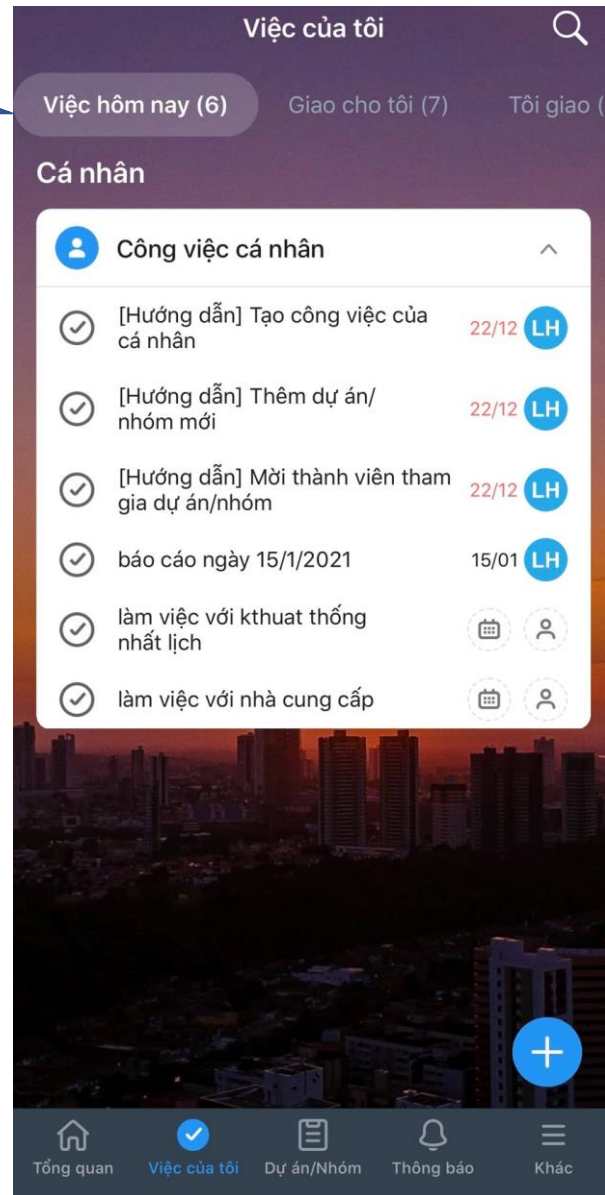 Việc của tôi
Việc hôm nay (6)
Giao cho tôi (7)
Tôi giao (
Cá nhân
Công việc cá nhân
[Hướng dẫn] Tạo công việc của
cá nhân
22/12
LH
[Hướng dẫn] Thêm dự án/
nhóm mới
22/12
LH
[Hướng dẫn] Mời thành viên tham
gia dự án/nhóm
22/12
LH
báo cáo ngày 15/1/2021
15/01
LH
làm việc với kthuat thống
nhất lịch
làm việc với nhà cung cấp
Tổng quan
Việc của tôi
Dự án/Nhóm
Thông báo
Khác